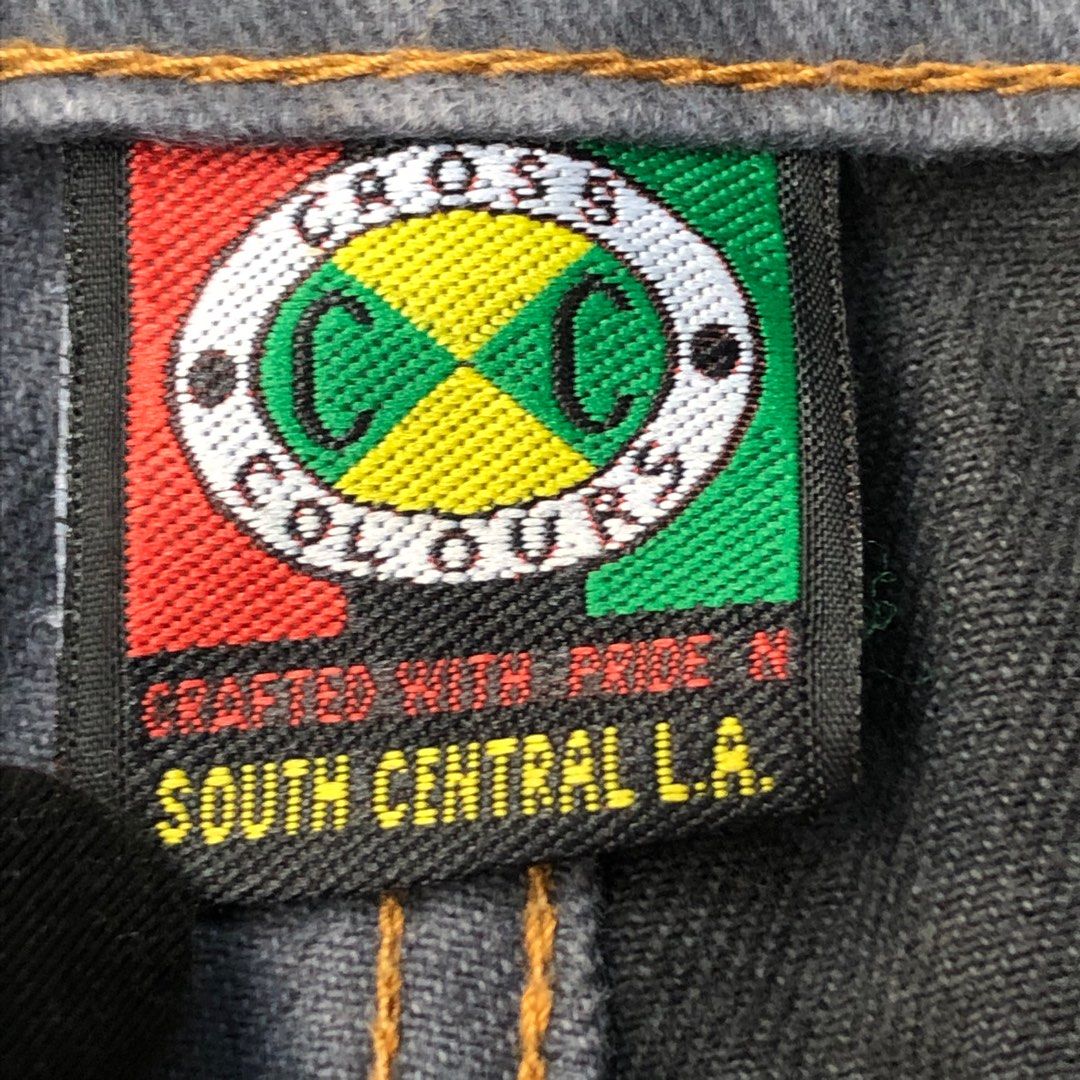 CROSS
C C
COLOURS
CRAFTED WITH PRIDE N
SOUTH CENTRAL L.A.